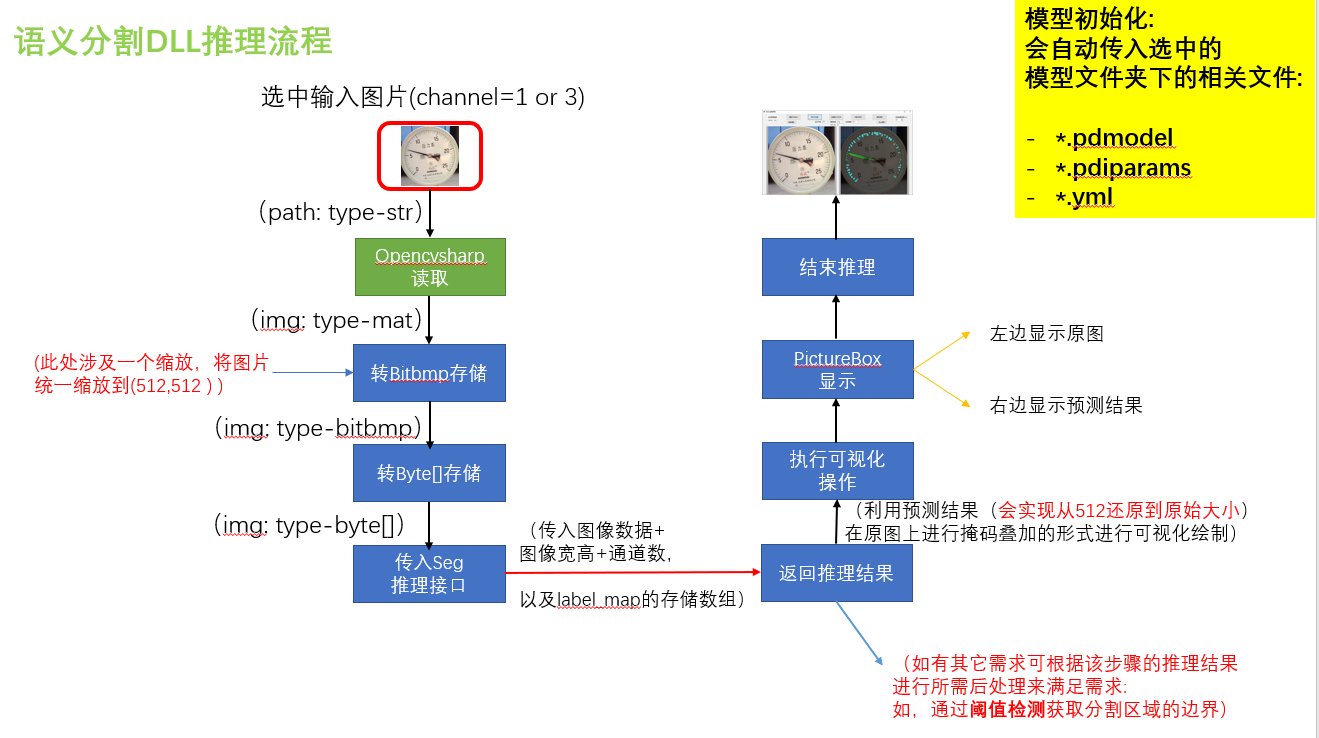 语义分割DLL推理流程
模型初始化:
会自动传入选中的
模型文件夹下的相关文件:
- *.pdmodel
- *.pdiparams
- *.yml
选中输入图片(channel=1 or 3)
（path: type-str）
Opencvsharp
读取
（img: type-mat）
(此处涉及一个缩放，将图片
统一缩放到(512,512 ) )
转Bitbmp存储
（img: type-bitbmp）
转Byte[]存储
（img: type-byte[]）
传入Seg
推理接口
（传入图像数据+
图像宽高+通道数,
以及label_map的存储数组）
返回推理结果
（如有其它需求可根据该步骤的推理结果
进行所需后处理来满足需求:
如，通过阈值检测获取分割区域的边界）
（利用预测结果（会实现从512还原到原始大小）
在原图上进行掩码叠加的形式进行可视化绘制）
执行可视化
操作
PictureBox
显示
左边显示原图
右边显示预测结果
结束推理